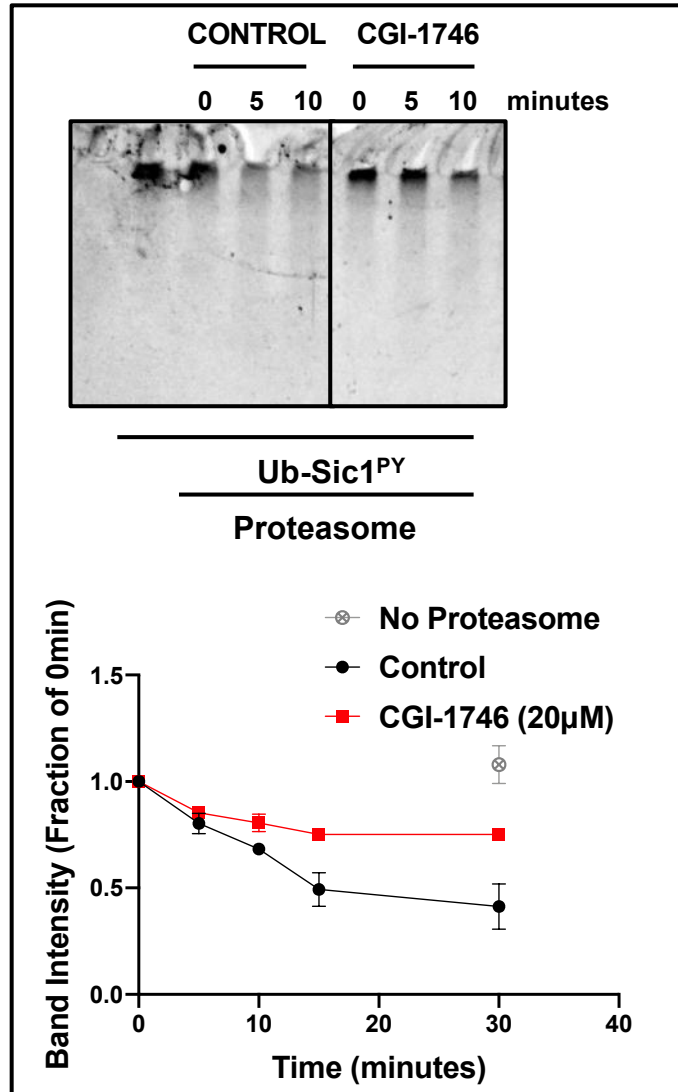 CONTROL CGI-1746
0 5 10 0 5 10 minutes
Ub-Sic1ᴾʸ
Proteasome
No Proteasome
Control
CGI-1746 (20µM)
Band Intensity (Fraction of 0min)
1.5
1.0
0.5
0.0
0 10 20 30 40
Time (minutes)